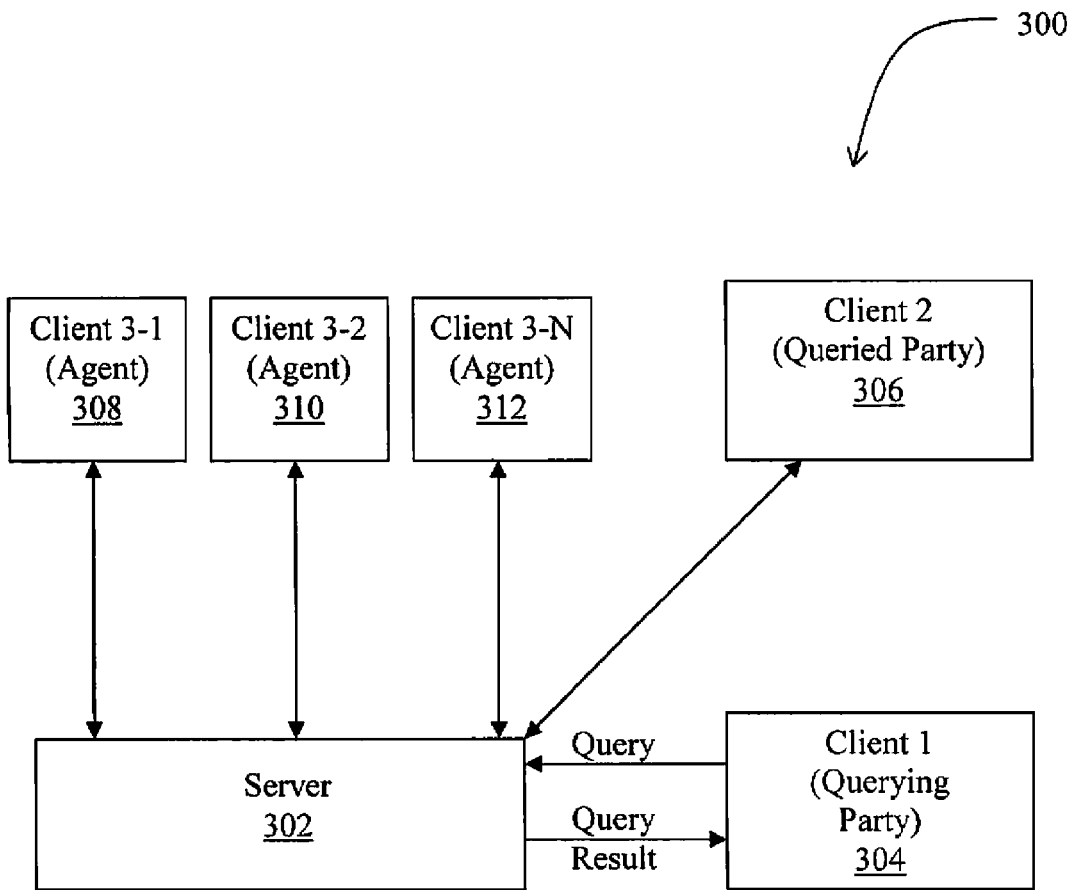 300
Client 3-1
(Agent)
308
Client 3-2
(Agent)
310
Client 3-N
(Agent)
312
Client 2
(Queried Party)
306
Server
302
Query
Query
Result
Client 1
(Querying
Party)
304